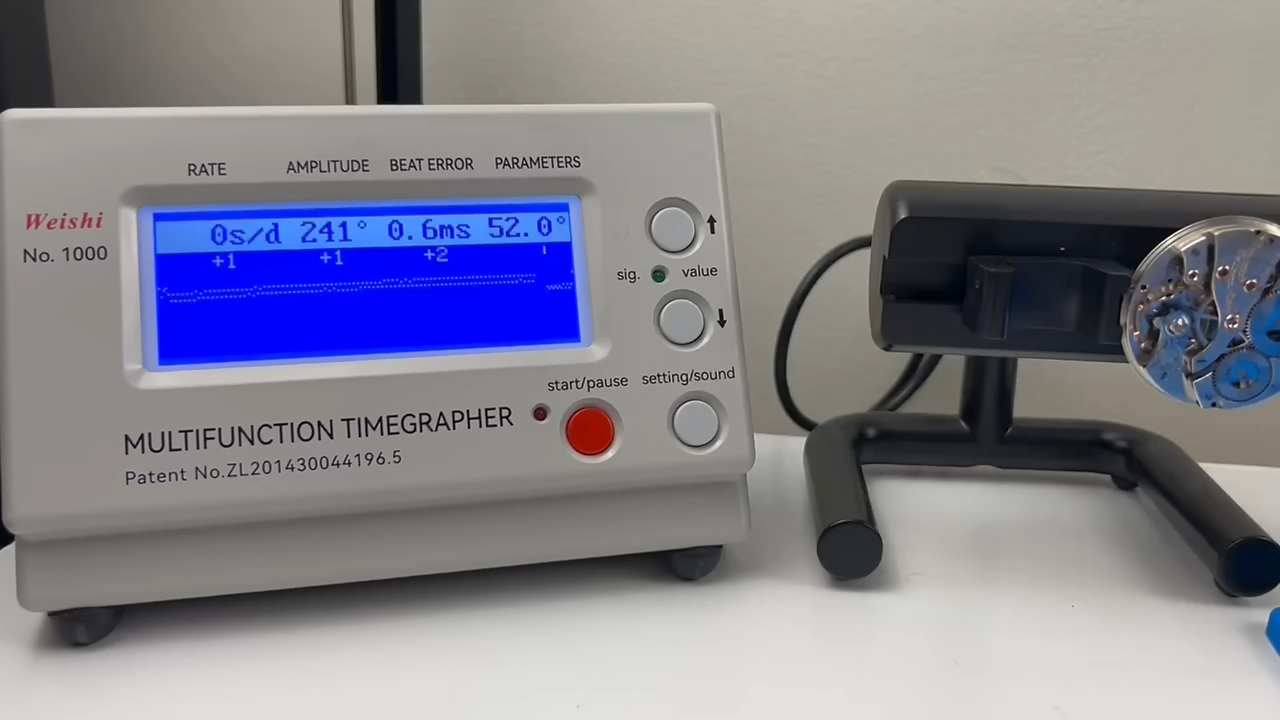 RATE AMPLITUDE BEAT ERROR PARAMETERS
0s/d 241° 0.6ms 52.0°
+1 +1 +2
Weishi
No. 1000
sig. value
start/pause setting/sound
MULTIFUNCTION TIMEGRAPHER
Patent No.ZL201430044196.5